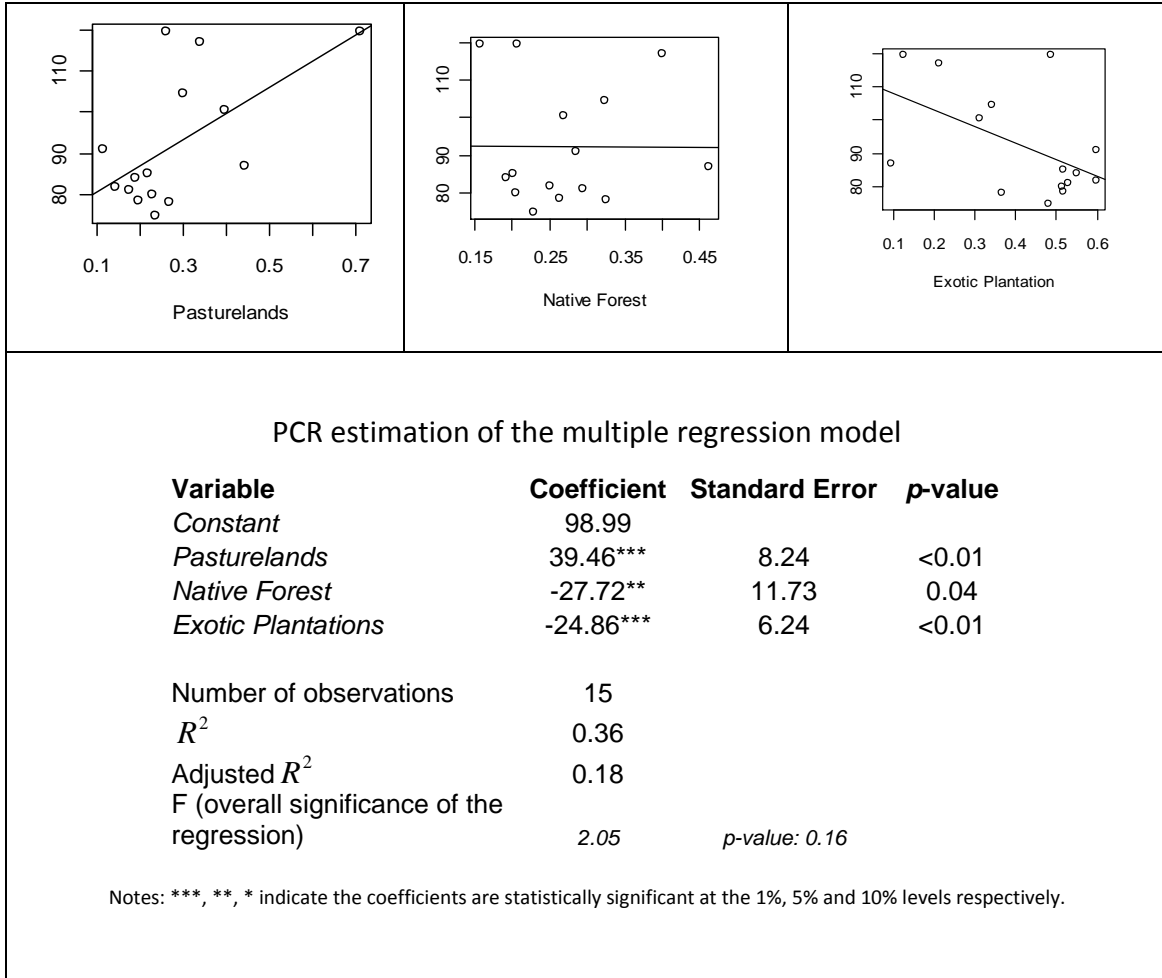 110
90
80
0.1 0.3 0.5 0.7
Pasturelands
110
90
80
0.15 0.25 0.35 0.45
Native Forest
110
90
80
0.1 0.2 0.3 0.4 0.5 0.6
Exotic Plantation
PCR estimation of the multiple regression model
Variable Coefficient Standard Error p-value
Constant 98.99
Pasturelands 39.46*** 8.24 <0.01
Native Forest -27.72** 11.73 0.04
Exotic Plantations -24.86*** 6.24 <0.01
Number of observations 15
R² 0.36
Adjusted R² 0.18
F (overall significance of the
regression) 2.05 p-value: 0.16
Notes: ***, **, * indicate the coefficients are statistically significant at the 1%, 5% and 10% levels respectively.